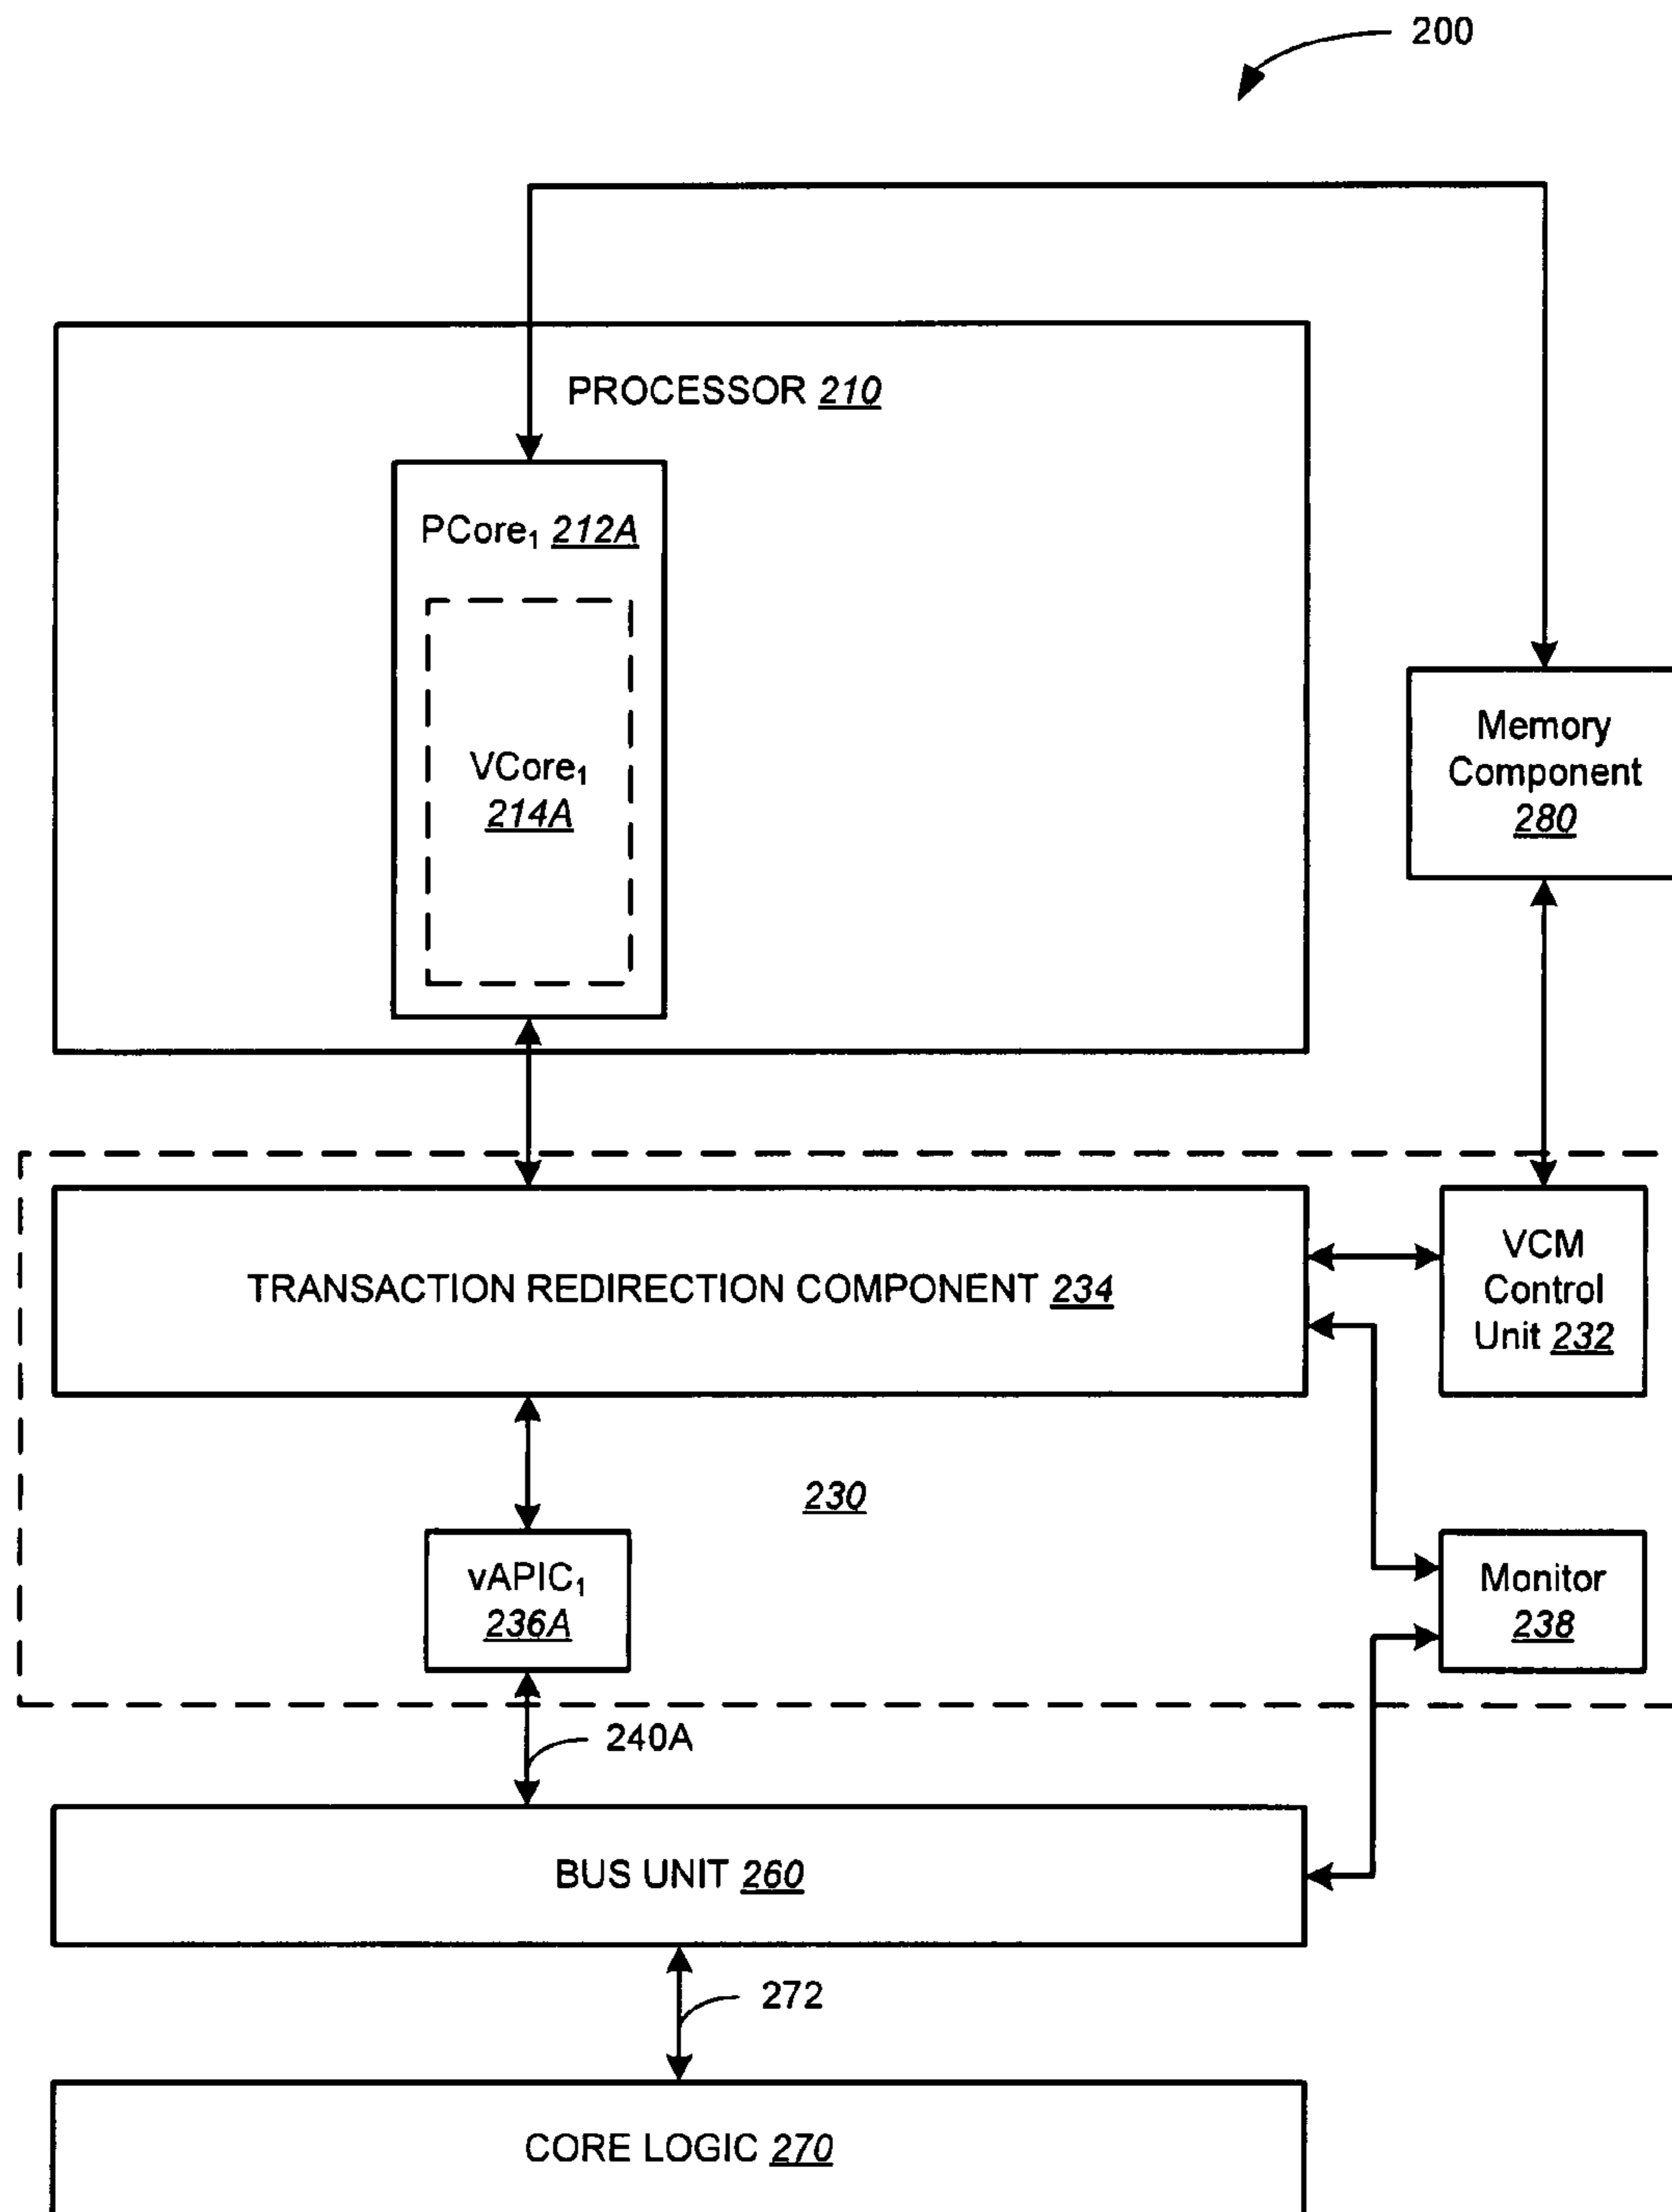 200
PROCESSOR 210
PCore₁ 212A
VCore₁
214A
Memory
Component
280
TRANSACTION REDIRECTION COMPONENT 234
VCM
Control
Unit 232
230
vAPIC₁
236A
Monitor
238
240A
BUS UNIT 260
272
CORE LOGIC 270